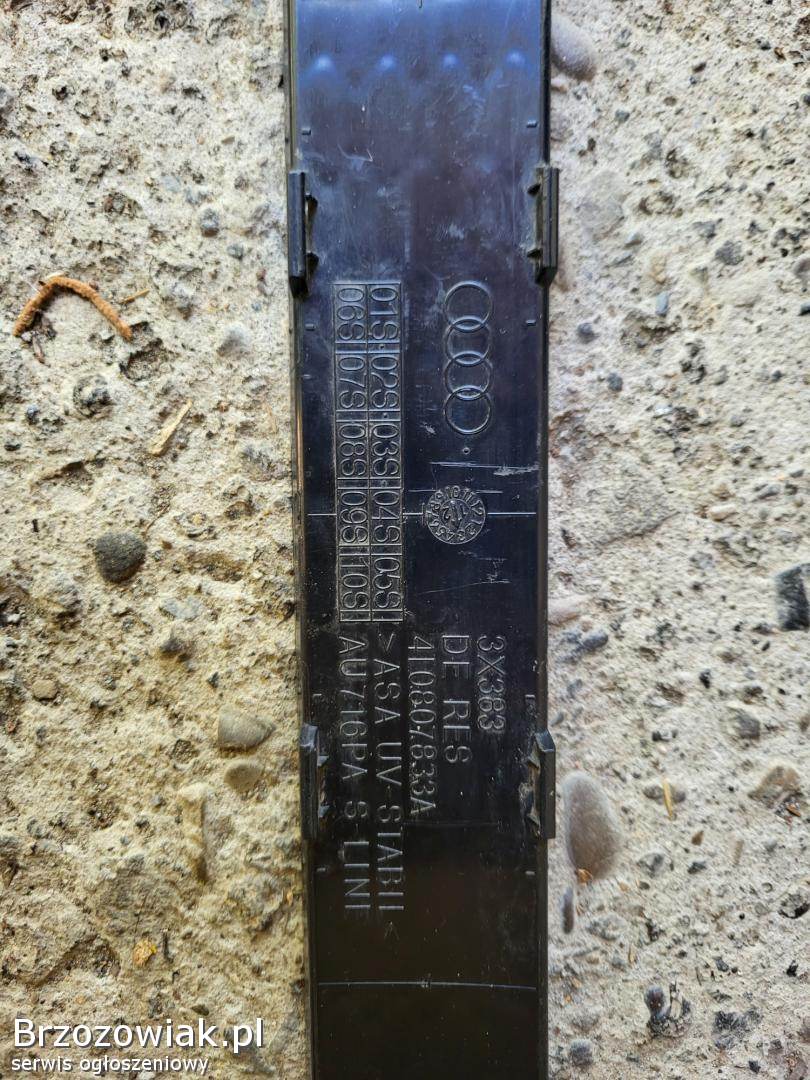 3X383
DE RES
4L0807833A
01S 02S 03S 04S 05S > ASA UV-STABIL <
06S 07S 08S 09S 10S AU716PA S-LINE
Brzozowiak.pl
serwis ogłoszeniowy